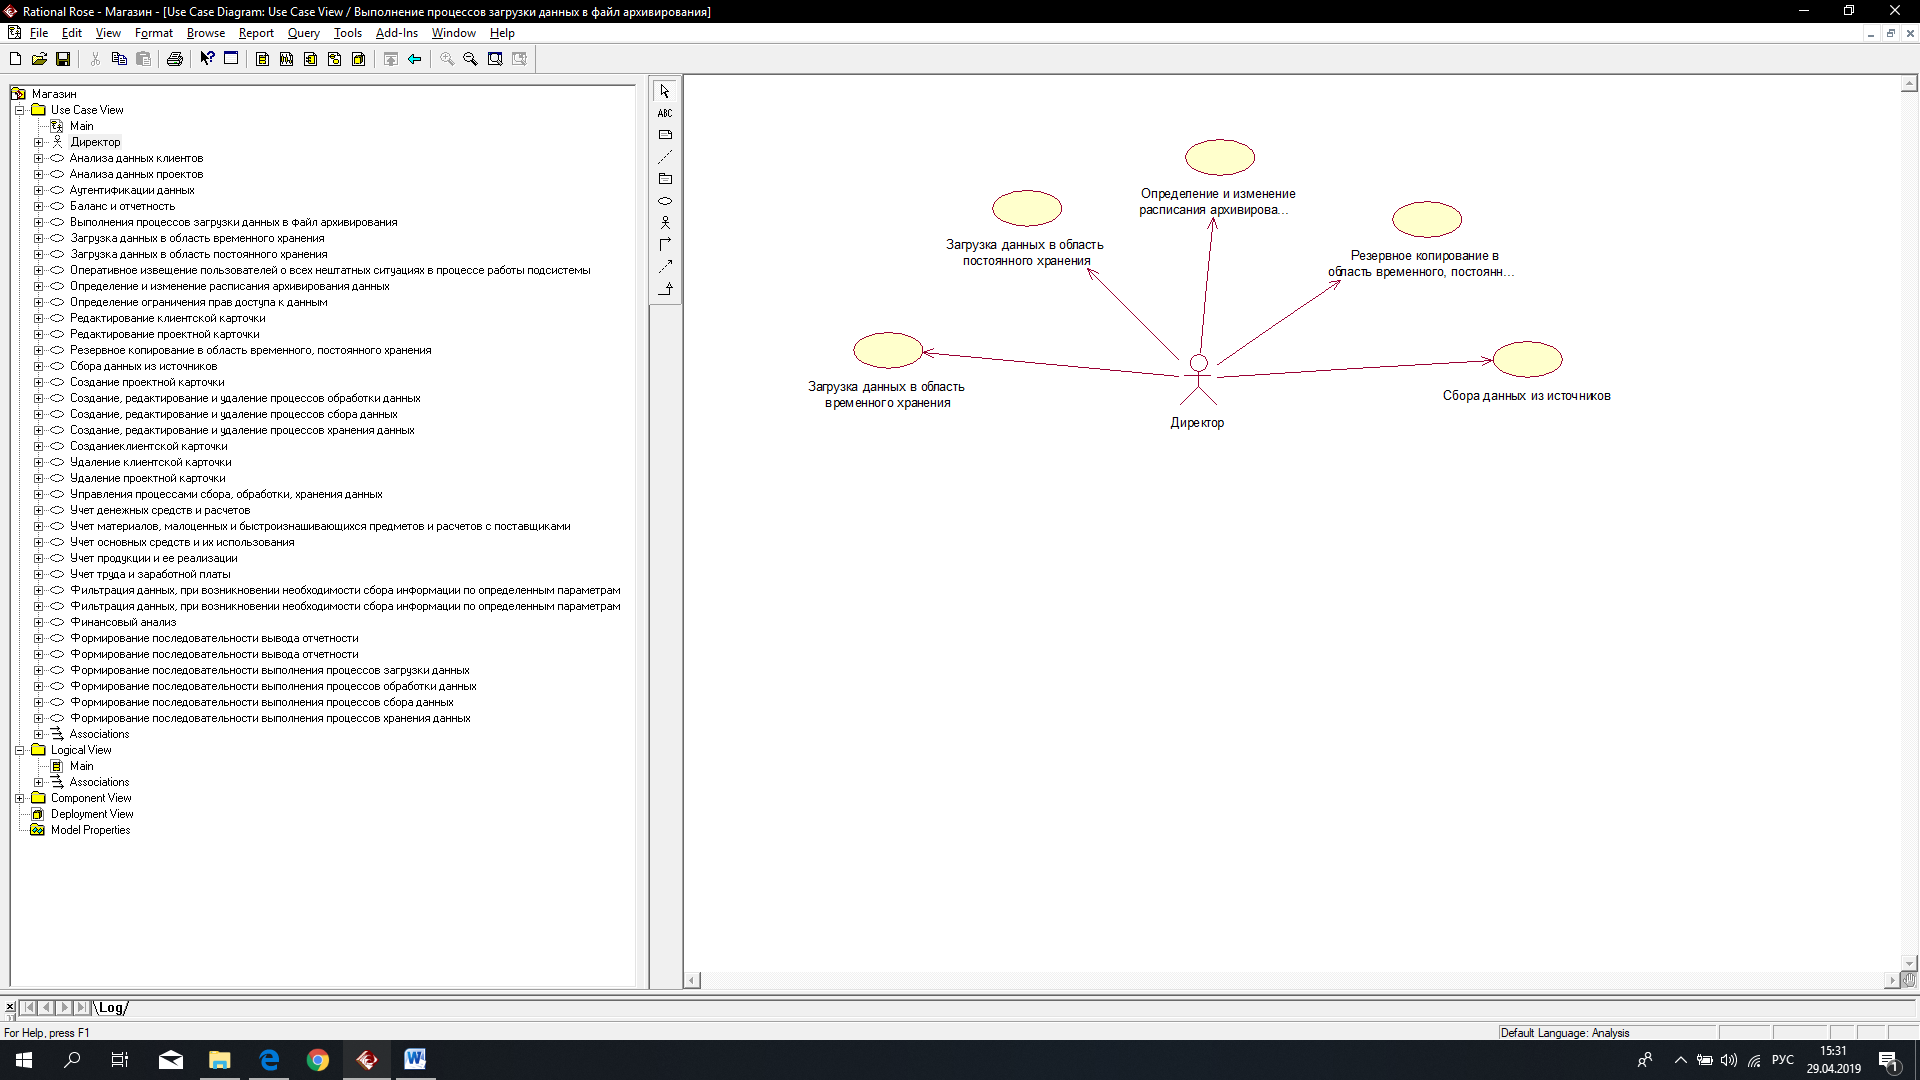 Rational Rose - Магазин - [Use Case Diagram: Use Case View / Выполнение процессов загрузки данных в файл архивирования]
File Edit View Format Browse Report Query Tools Add-Ins Window Help
Магазин
Use Case View
Main
Директор
Анализа данных клиентов
Анализа данных проектов
Аутентификации данных
Баланс и отчетность
Выполнения процессов загрузки данных в файл архивирования
Загрузка данных в область временного хранения
Загрузка данных в область постоянного хранения
Оперативное извещение пользователей о всех нештатных ситуациях в процессе работы подсистемы
Определение и изменение расписания архивирования данных
Определение ограничения прав доступа к данным
Редактирование клиентской карточки
Редактирование проектной карточки
Резервное копирование в область временного, постоянного хранения
Сбора данных из источников
Создание проектной карточки
Создание, редактирование и удаление процессов обработки данных
Создание, редактирование и удаление процессов сбора данных
Создание, редактирование и удаление процессов хранения данных
Созданиеклиентской карточки
Удаление клиентской карточки
Удаление проектной карточки
Управления процессами сбора, обработки, хранения данных
Учет денежных средств и расчетов
Учет материалов, малоценных и быстроизнашивающихся предметов и расчетов с поставщиками
Учет основных средств и их использования
Учет продукции и ее реализации
Учет труда и заработной платы
Фильтрация данных, при возникновении необходимости сбора информации по определенным параметрам
Фильтрация данных, при возникновении необходимости сбора информации по определенным параметрам
Финансовый анализ
Формирование последовательности вывода отчетности
Формирование последовательности вывода отчетности
Формирование последовательности выполнения процессов загрузки данных
Формирование последовательности выполнения процессов обработки данных
Формирование последовательности выполнения процессов сбора данных
Формирование последовательности выполнения процессов хранения данных
Associations
Logical View
Main
Associations
Component View
Deployment View
Model Properties
ABC
Определение и изменение
расписания архивирова...
Загрузка данных в область
постоянного хранения
Резервное копирование в
область временного, постоянн...
Загрузка данных в область
временного хранения
Сбора данных из источников
Директор
Log
For Help, press F1
Default Language: Analysis
РУС
15:31
29.04.2019
1